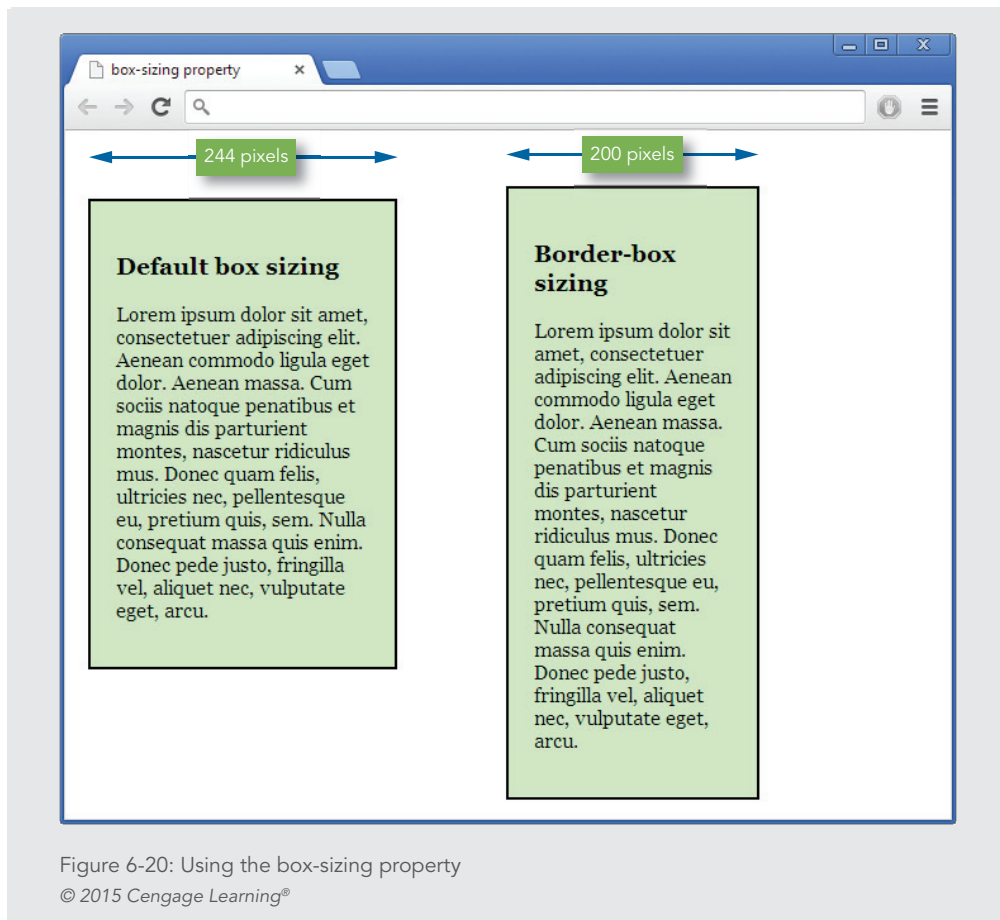 box-sizing property
244 pixels
200 pixels
Default box sizing
Lorem ipsum dolor sit amet,
consectetuer adipiscing elit.
Aenean commodo ligula eget
dolor. Aenean massa. Cum
sociis natoque penatibus et
magnis dis parturient
montes, nascetur ridiculus
mus. Donec quam felis,
ultricies nec, pellentesque
eu, pretium quis, sem. Nulla
consequat massa quis enim.
Donec pede justo, fringilla
vel, aliquet nec, vulputate
eget, arcu.
Border-box
sizing
Lorem ipsum dolor sit
amet, consectetuer
adipiscing elit. Aenean
commodo ligula eget
dolor. Aenean massa.
Cum sociis natoque
penatibus et magnis
dis parturient
montes, nascetur
ridiculus mus. Donec
quam felis, ultricies
nec, pellentesque eu,
pretium quis, sem.
Nulla consequat
massa quis enim.
Donec pede justo,
fringilla vel, aliquet
nec, vulputate eget,
arcu.
Figure 6-20: Using the box-sizing property
© 2015 Cengage Learning®